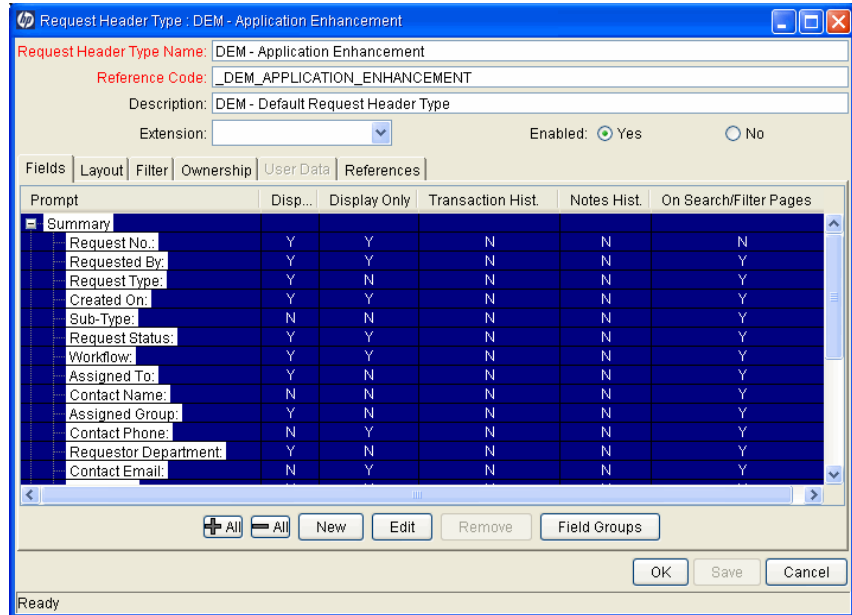 hp Request Header Type : DEM - Application Enhancement
Request Header Type Name: DEM - Application Enhancement
Reference Code: _DEM_APPLICATION_ENHANCEMENT
Description: DEM - Default Request Header Type
Extension: Enabled: Yes No
Fields Layout Filter Ownership User Data References
Prompt Disp... Display Only Transaction Hist. Notes Hist. On Search/Filter Pages
Summary
Request No.: Y Y N N N
Requested By: Y Y N N Y
Request Type: Y N N N Y
Created On: Y Y N N Y
Sub-Type: N N N N Y
Request Status: Y Y N N Y
Workflow: Y Y N N Y
Assigned To: Y N N N Y
Contact Name: N N N N Y
Assigned Group: Y N N N Y
Contact Phone: N Y N N Y
Requestor Department: Y N N N Y
Contact Email: N Y N N Y
All All New Edit Remove Field Groups
OK Save Cancel
Ready